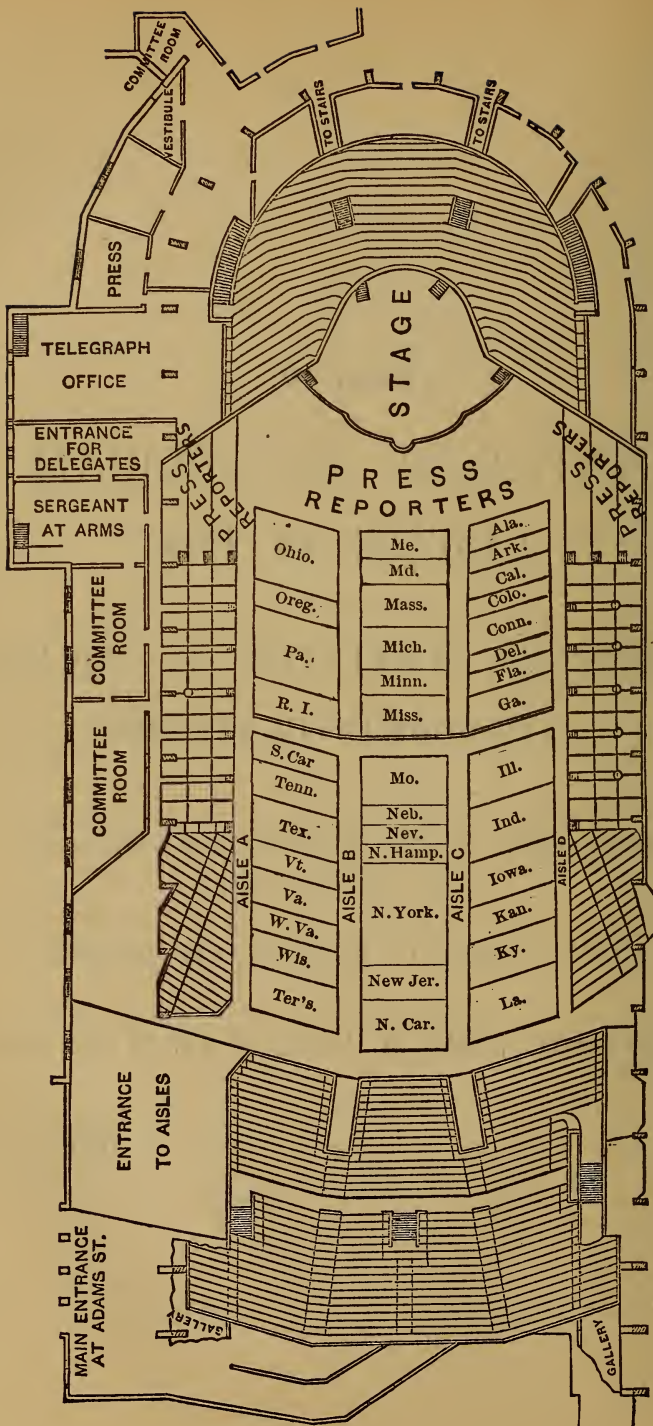 COMMITTEE
ROOM
VESTIBULE
TO STAIRS
TO STAIRS
PRESS
TELEGRAPH
OFFICE
STAGE
ENTRANCE
FOR
DELEGATES
SERGEANT
AT ARMS
PRESS
REPORTERS
PRESS
REPORTERS
PRESS
REPORTERS
COMMITTEE
ROOM
COMMITTEE
ROOM
Ohio.
Oreg.
Pa.
R. I.
Me.
Md.
Mass.
Mich.
Minn.
Miss.
Ala.
Ark.
Cal.
Colo.
Conn.
Del.
Fla.
Ga.
AISLE A
S. Car
Tenn.
Tex.
Vt.
Va.
W. Va.
Wis.
Ter's.
AISLE B
Mo.
Neb.
Nev.
N. Hamp.
N. York.
New Jer.
N. Car.
AISLE C
Ill.
Ind.
Iowa.
Kan.
Ky.
La.
AISLE D
ENTRANCE
TO AISLES
MAIN ENTRANCE
AT ADAMS ST.
GALLERY
GALLERY